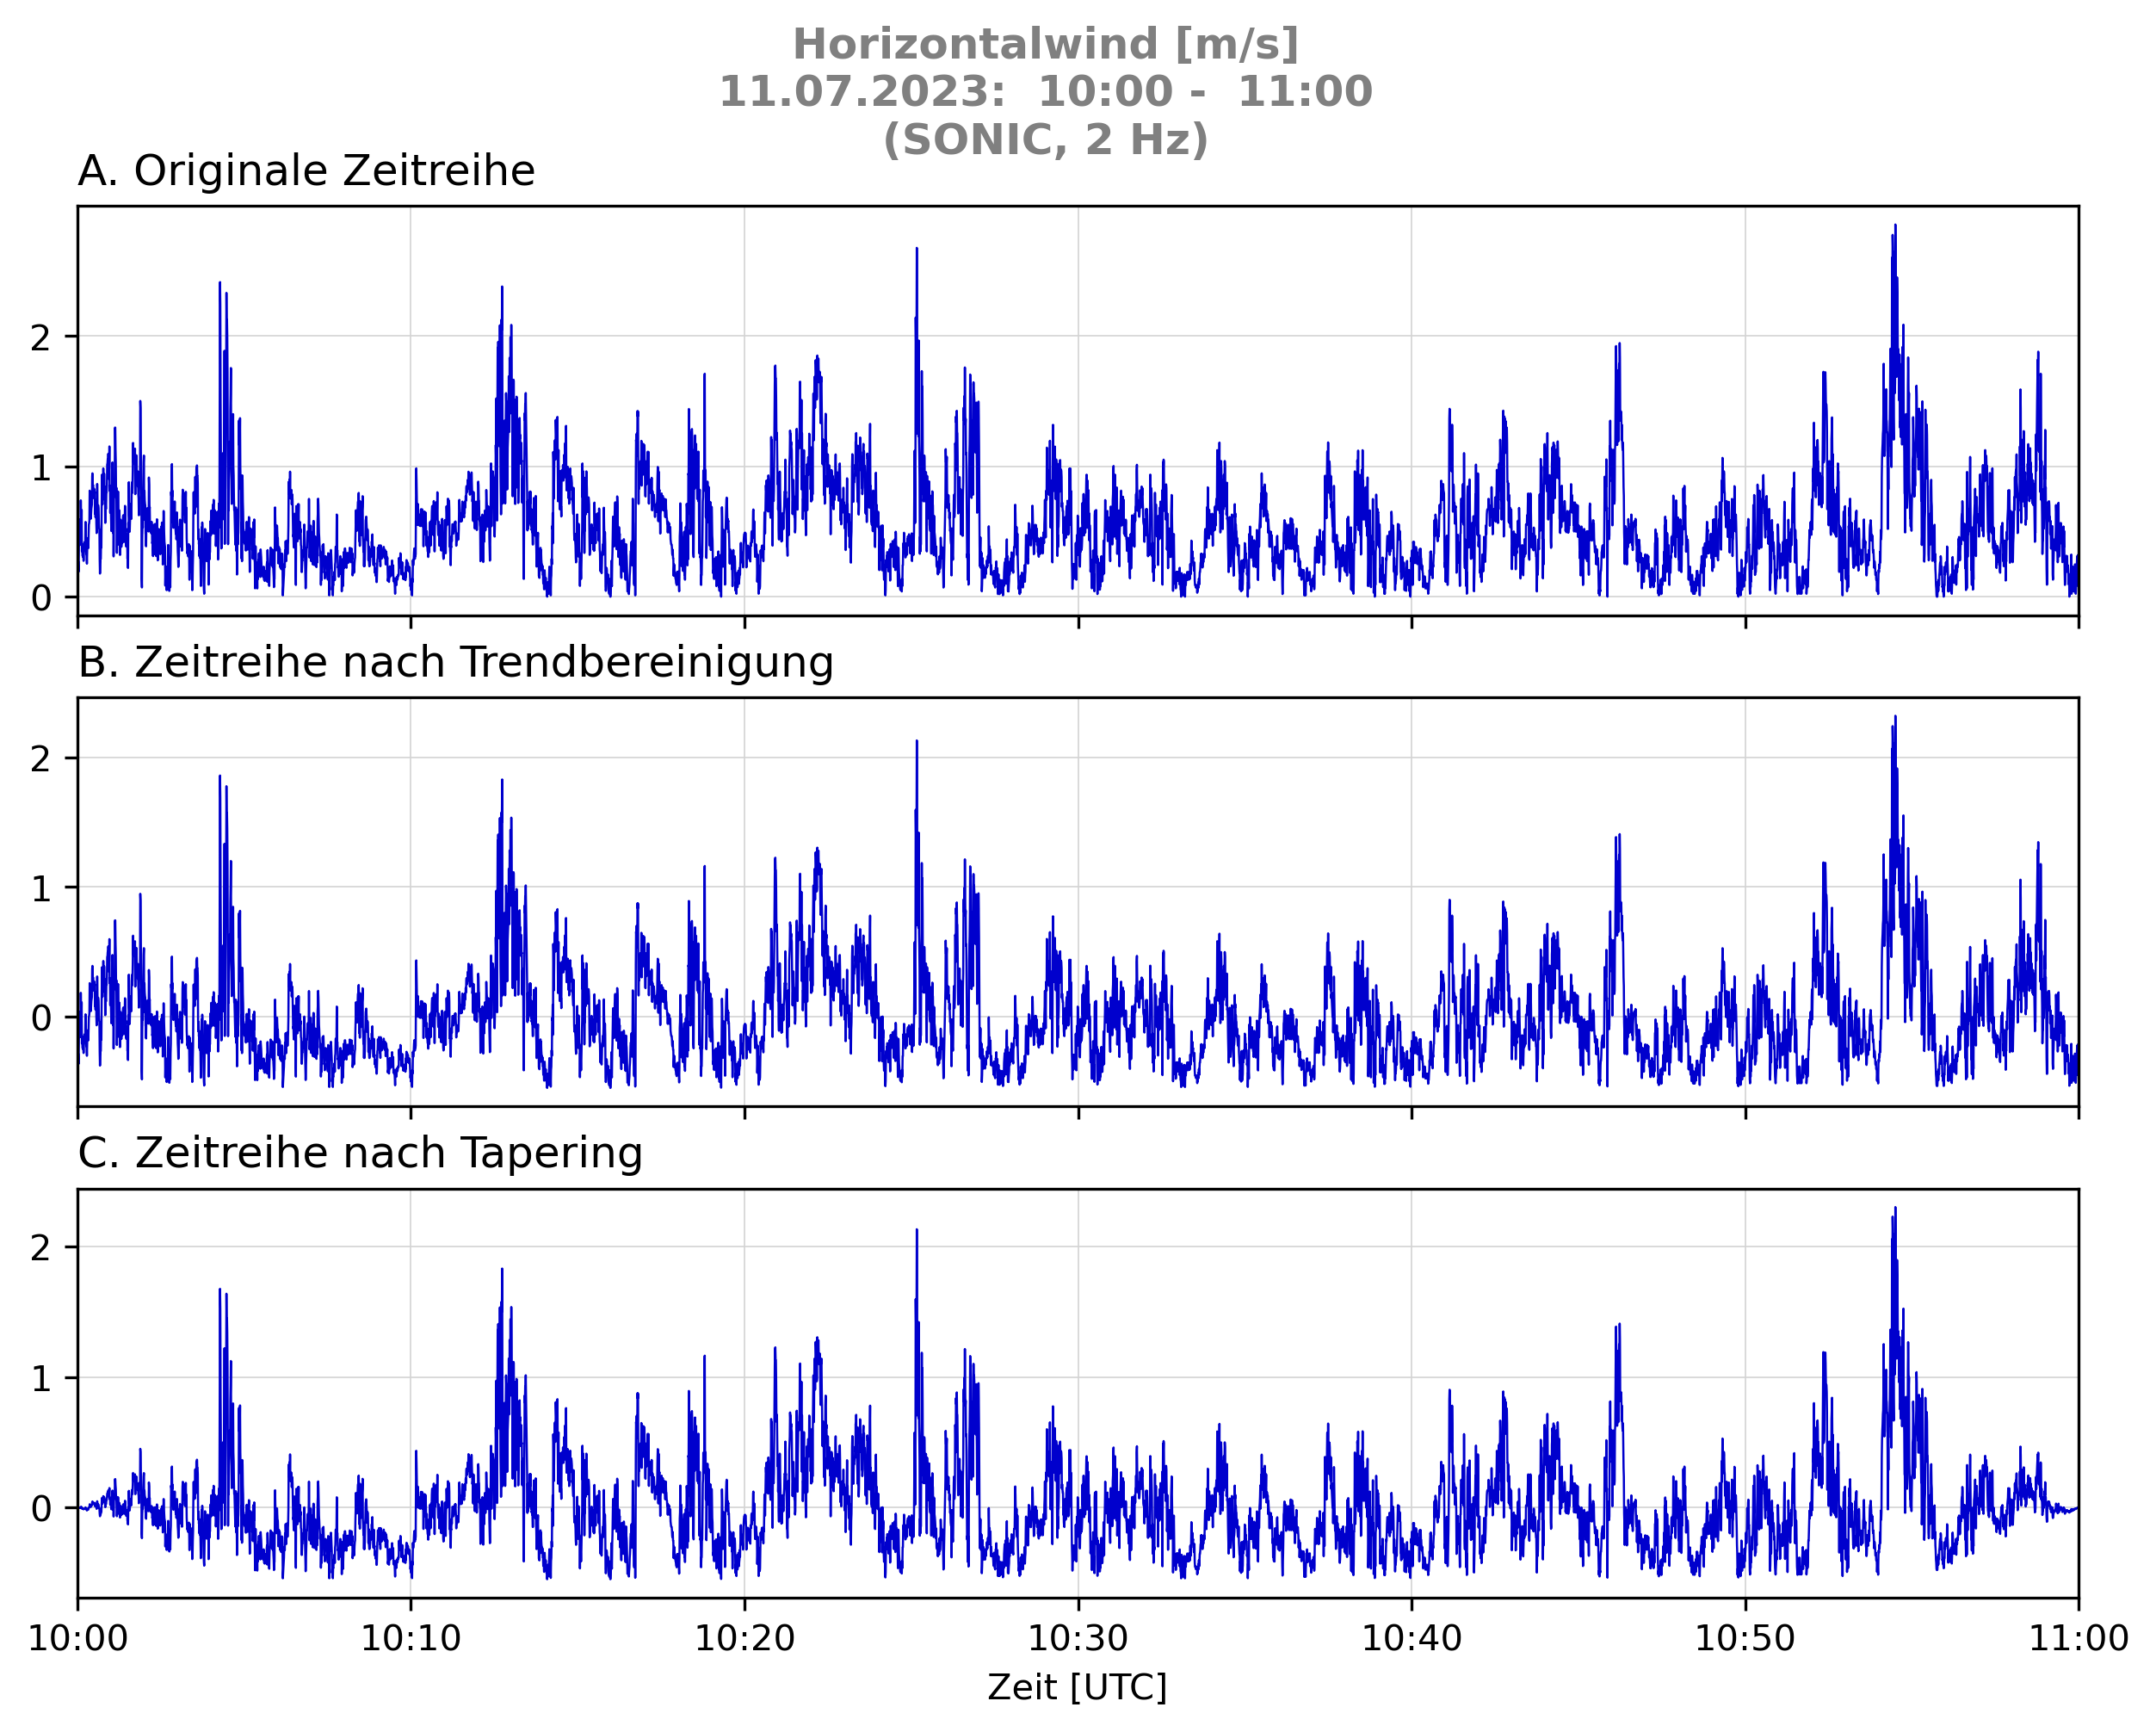 Horizontalwind [m/s]
11.07.2023:  10:00 -  11:00
(SONIC, 2 Hz)
A. Originale Zeitreihe
2
1
0
B. Zeitreihe nach Trendbereinigung
2
1
0
C. Zeitreihe nach Tapering
2
1
0
10:00 10:10 10:20 10:30 10:40 10:50 11:00
Zeit [UTC]